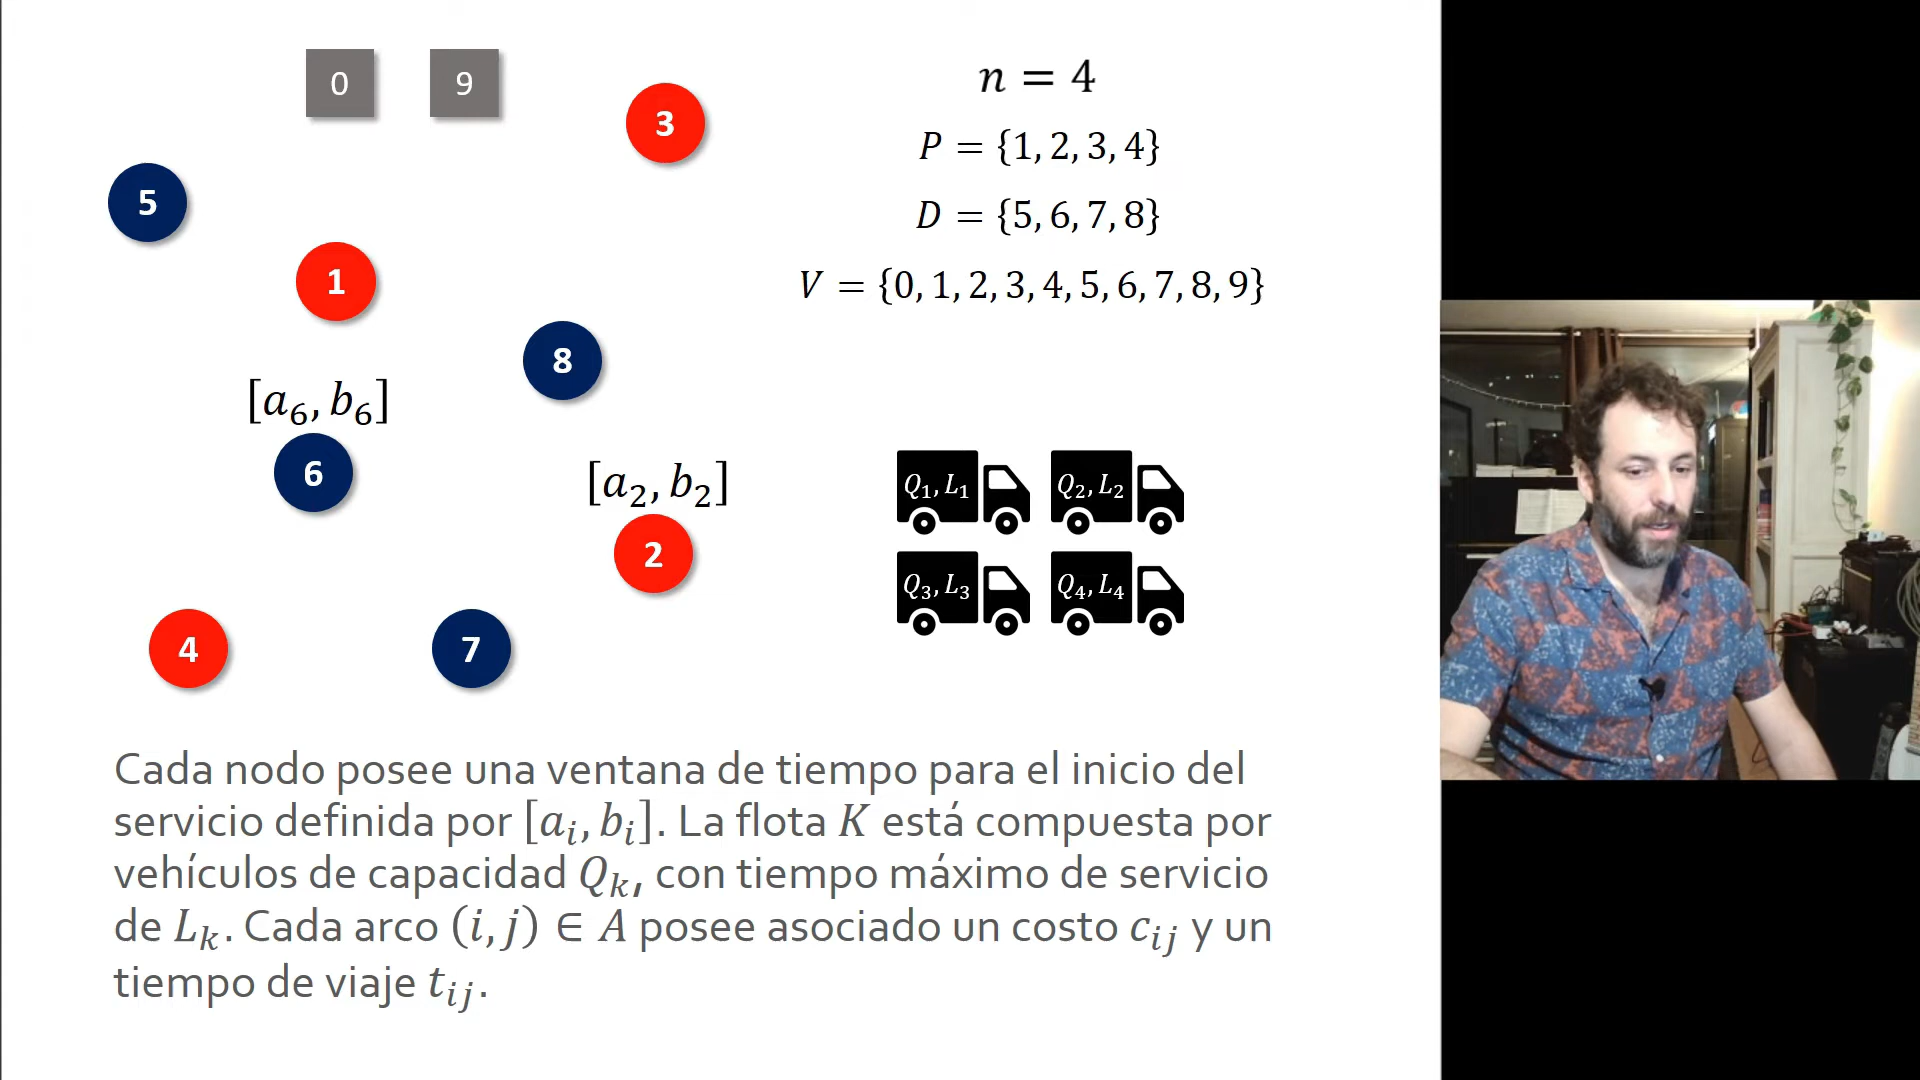 0
9
3
5
1
8
[a₆, b₆]
6
[a₂, b₂]
2
4
7
n = 4
P = {1, 2, 3, 4}
D = {5, 6, 7, 8}
V = {0, 1, 2, 3, 4, 5, 6, 7, 8, 9}
Q₁, L₁
Q₂, L₂
Q₃, L₃
Q₄, L₄
Cada nodo posee una ventana de tiempo para el inicio del
servicio definida por [aᵢ, bᵢ]. La flota K está compuesta por
vehículos de capacidad Qₖ, con tiempo máximo de servicio
de Lₖ. Cada arco (i, j) ∈ A posee asociado un costo cᵢⱼ y un
tiempo de viaje tᵢⱼ.